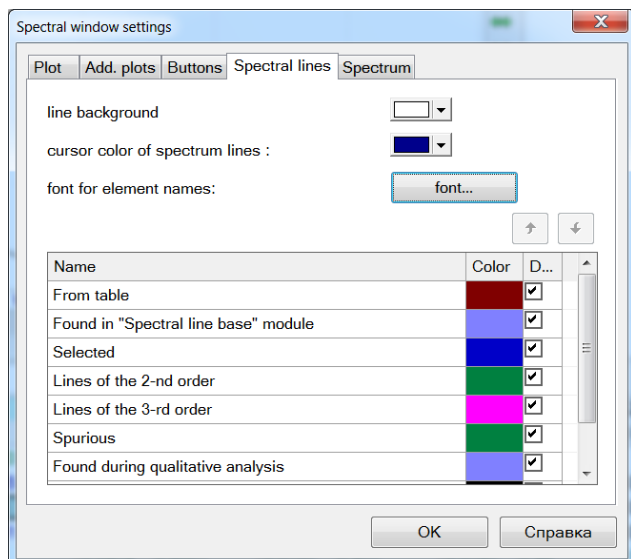 Spectral window settings
Plot Add. plots Buttons Spectral lines Spectrum
line background
cursor color of spectrum lines :
font for element names: font...
Name Color D...
From table
Found in "Spectral line base" module
Selected
Lines of the 2-nd order
Lines of the 3-rd order
Spurious
Found during qualitative analysis
OK Справка